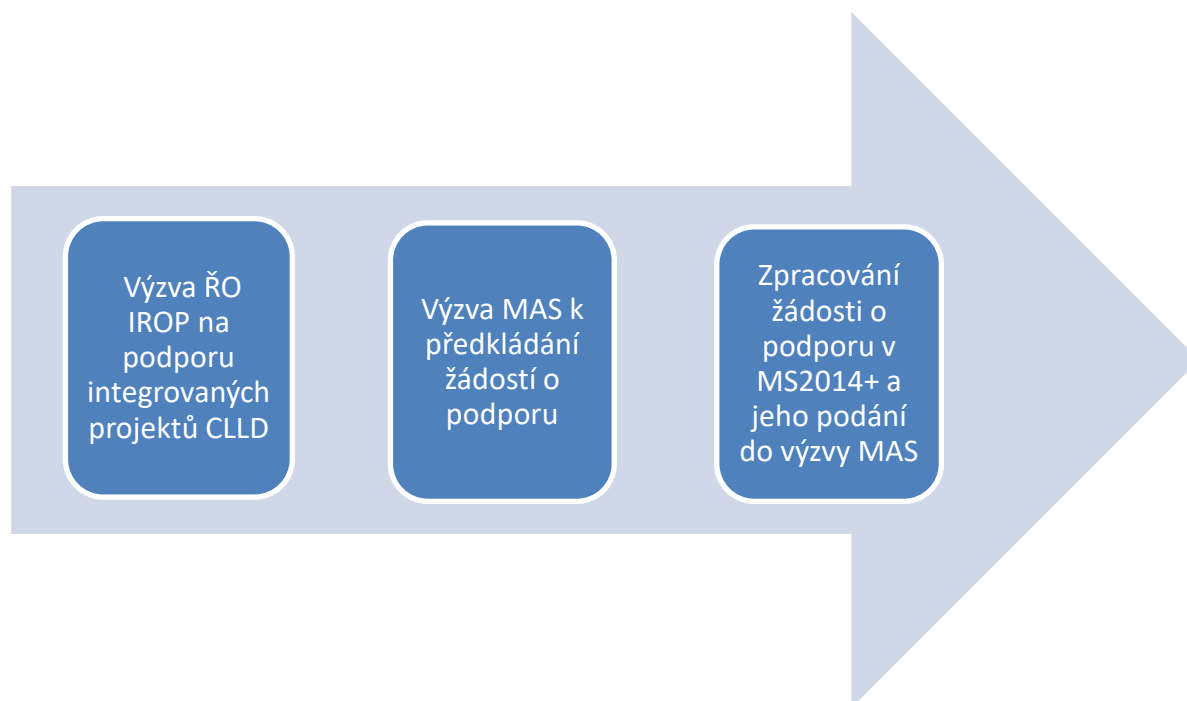 Výzva ŘO
IROP na
podporu
integrovaných
projektů CLLD
Výzva MAS k
předkládání
žádostí o
podporu
Zpracování
žádosti o
podporu v
MS2014+ a
jeho podání
do výzvy MAS